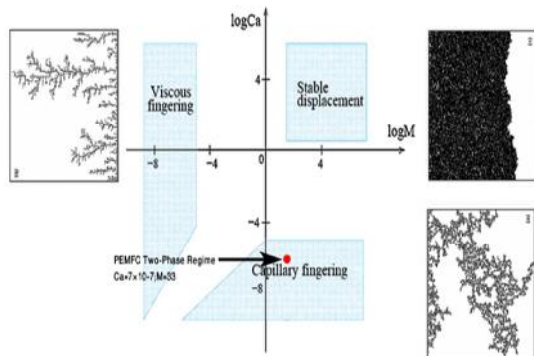 logCa
Viscous
fingering
Stable
displacement
4
logM
-8
-4
0
4
-4
PEMFC Two-Phase Regime
Ca=7×10-7;M=33
Capillary fingering
-8